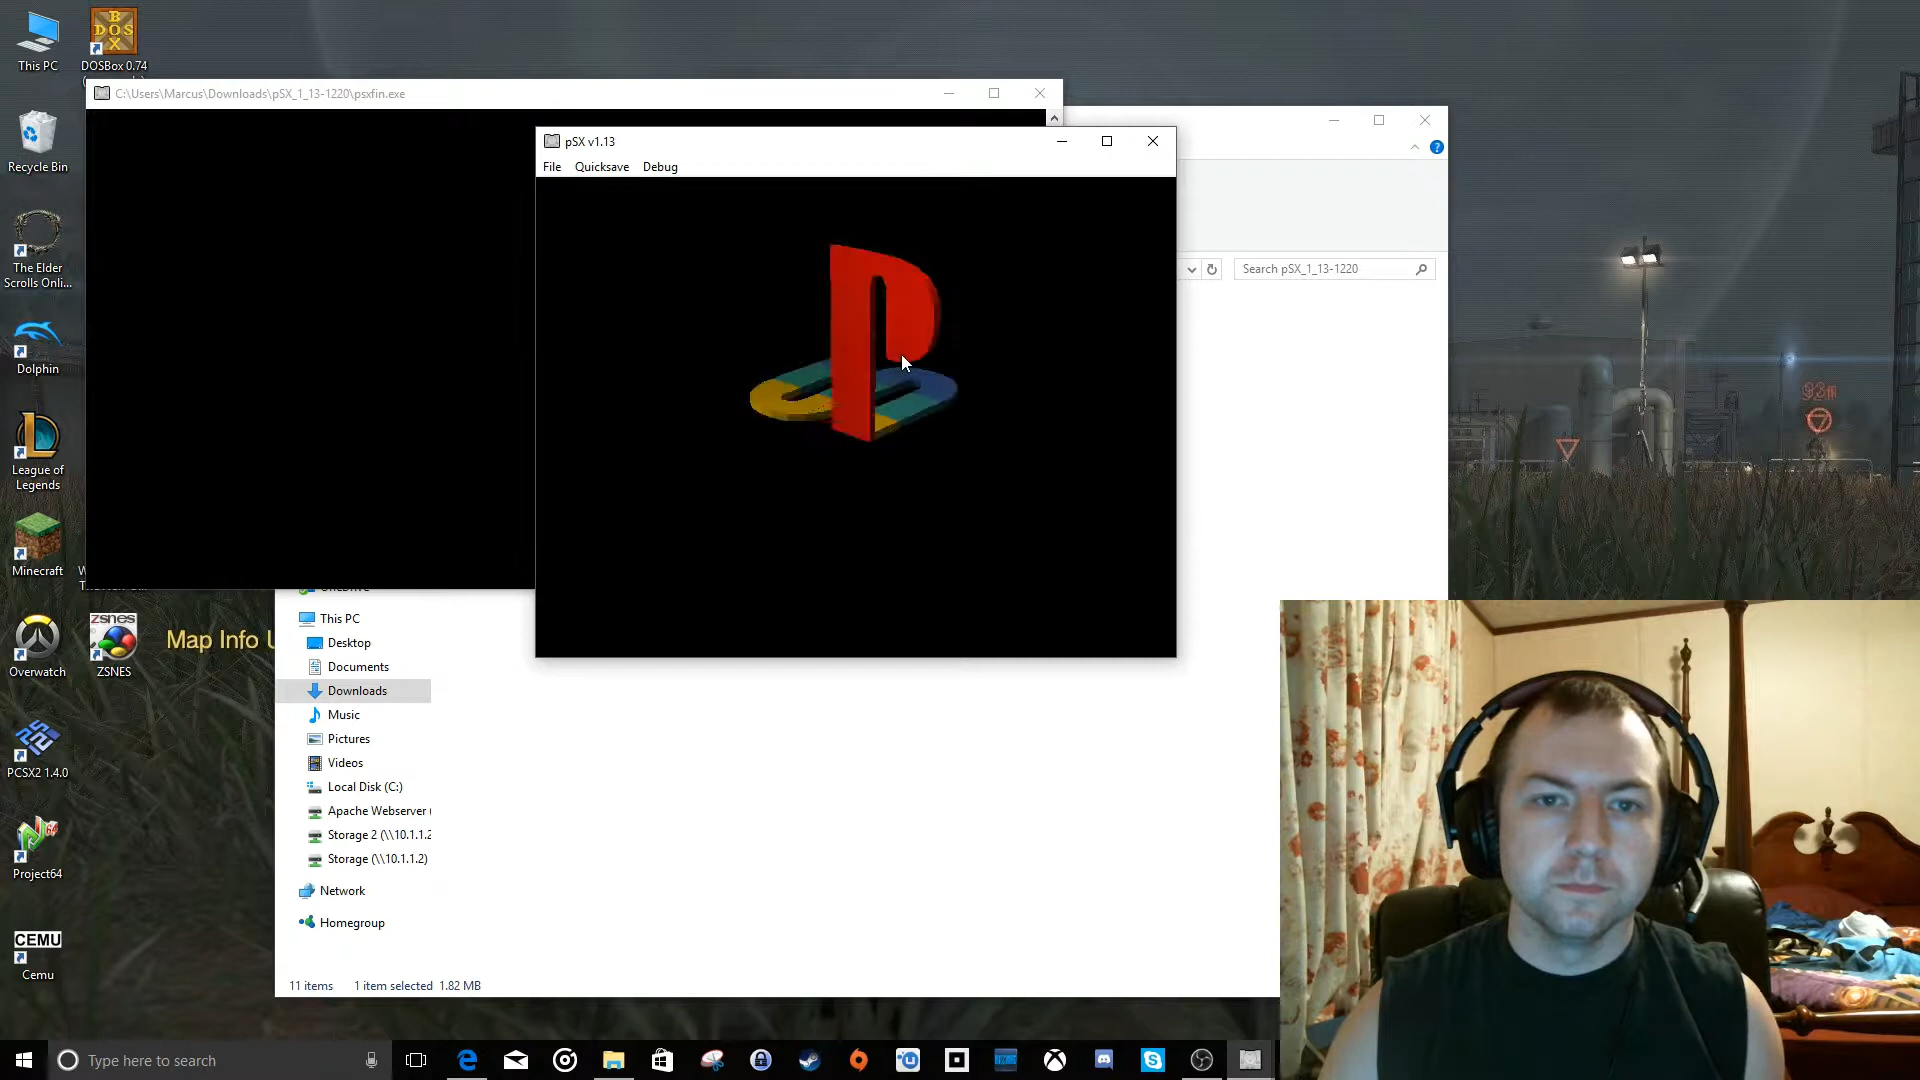 This PC
DOSBox 0.74
Recycle Bin
The Elder
Scrolls Onli...
Dolphin
League of
Legends
Minecraft
Overwatch
ZSNES
ZSNES
PCSX2 1.4.0
Project64
CEMU
Cemu
Map Info U
C:\Users\Marcus\Downloads\pSX_1_13-1220\psxfin.exe
pSX v1.13
File Quicksave Debug
Search pSX_1_13-1220
This PC
Desktop
Documents
Downloads
Music
Pictures
Videos
Local Disk (C:)
Apache Webserver (
Storage 2 (\\10.1.1.2
Storage (\\10.1.1.2)
Network
Homegroup
11 items 1 item selected 1.82 MB
Type here to search